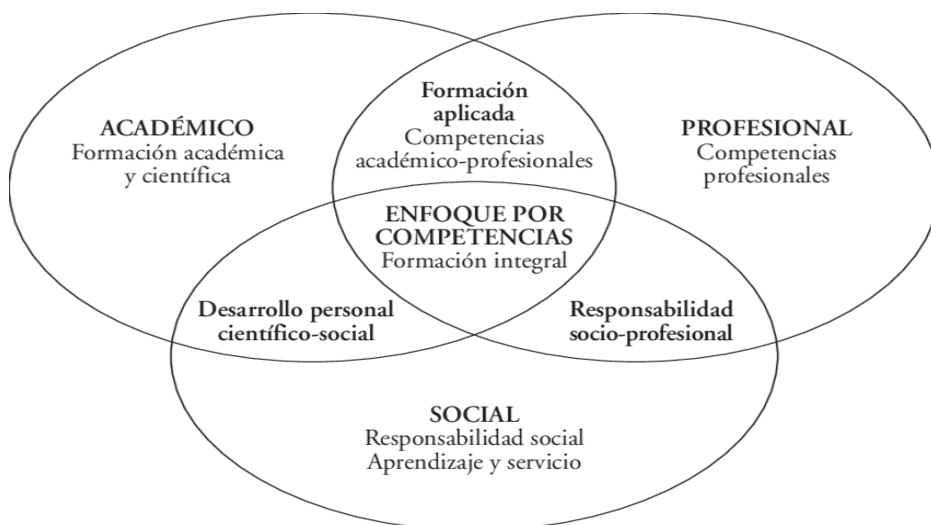 Formación
aplicada
Competencias
académico-profesionales
ACADÉMICO
Formación académica
y científica
PROFESIONAL
Competencias
profesionales
ENFOQUE POR
COMPETENCIAS
Formación integral
Desarrollo personal
científico-social
Responsabilidad
socio-profesional
SOCIAL
Responsabilidad social
Aprendizaje y servicio